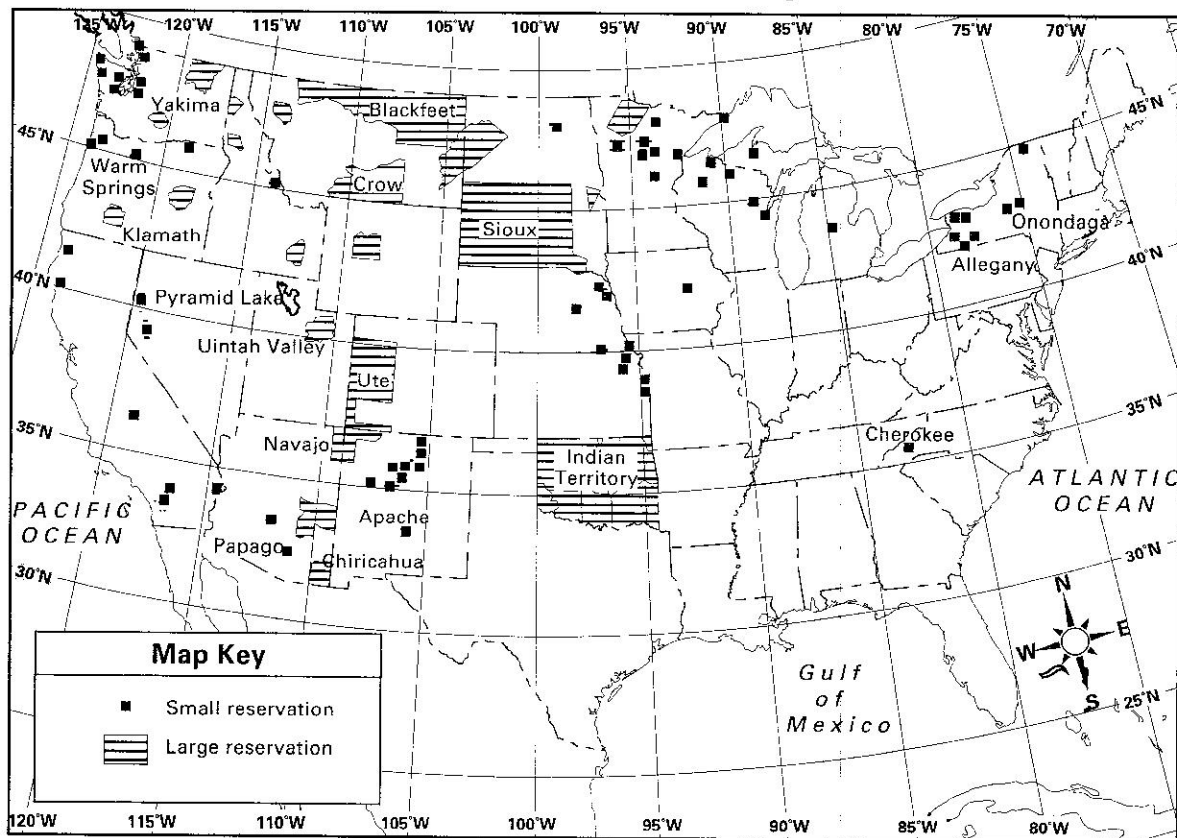 125°W 120°W 115°W 110°W 105°W 100°W 95°W 90°W 85°W 80°W 75°W 70°W
45°N
45°N
40°N
40°N
35°N
35°N
30°N
30°N
25°N
Yakima
Blackfeet
Warm
Springs
Crow
Klamath
Sioux
Onondaga
Allegany
Pyramid Lake
Uintah Valley
Ute
Navajo
Cherokee
Indian
Territory
PACIFIC
OCEAN
ATLANTIC
OCEAN
Apache
Papago
Chiricahua
Gulf
of
Mexico
N
W E
S
Map Key
Small reservation
Large reservation
120°W 115°W 110°W 105°W 100°W 95°W 90°W 85°W 80°W